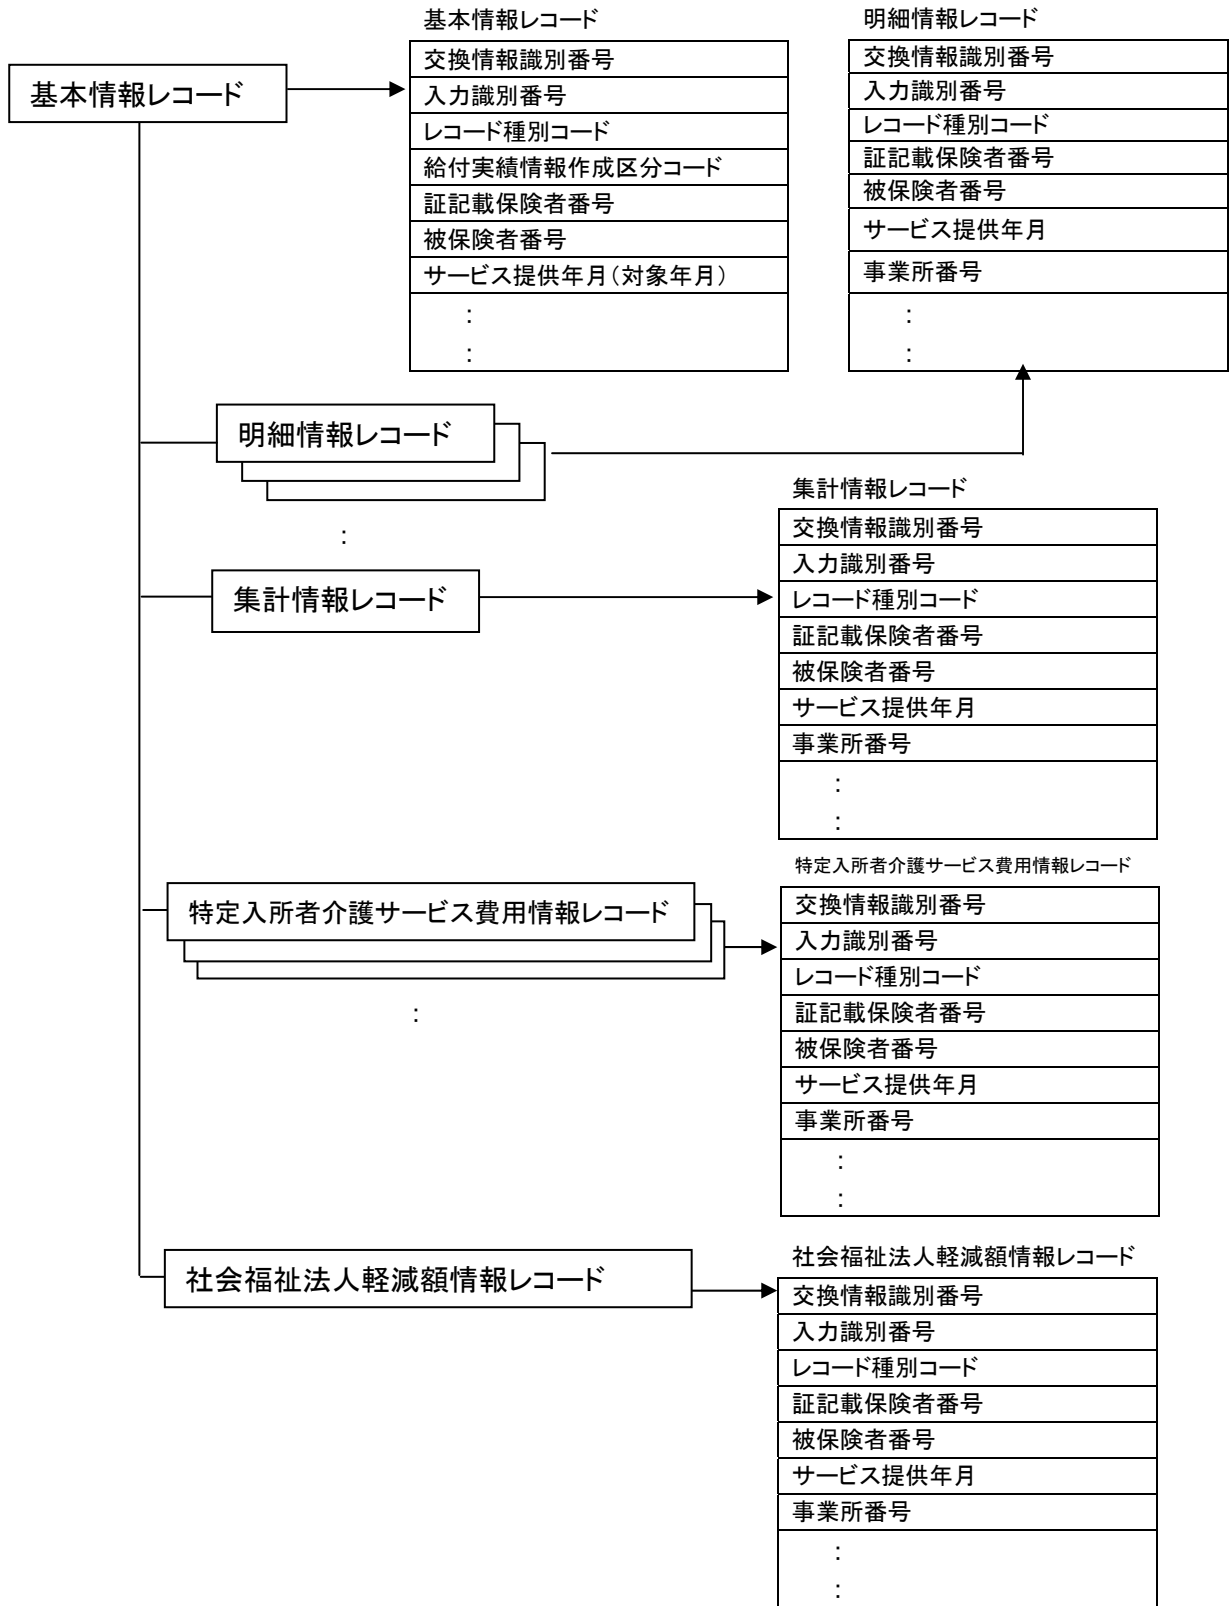 基本情報レコード
基本情報レコード
交換情報識別番号
入力識別番号
レコード種別コード
給付実績情報作成区分コード
証記載保険者番号
被保険者番号
サービス提供年月(対象年月)
:
:
明細情報レコード
交換情報識別番号
入力識別番号
レコード種別コード
証記載保険者番号
被保険者番号
サービス提供年月
事業所番号
:
:
明細情報レコード
:
集計情報レコード
集計情報レコード
交換情報識別番号
入力識別番号
レコード種別コード
証記載保険者番号
被保険者番号
サービス提供年月
事業所番号
:
:
特定入所者介護サービス費用情報レコード
:
特定入所者介護サービス費用情報レコード
交換情報識別番号
入力識別番号
レコード種別コード
証記載保険者番号
被保険者番号
サービス提供年月
事業所番号
:
:
社会福祉法人軽減額情報レコード
社会福祉法人軽減額情報レコード
交換情報識別番号
入力識別番号
レコード種別コード
証記載保険者番号
被保険者番号
サービス提供年月
事業所番号
:
: